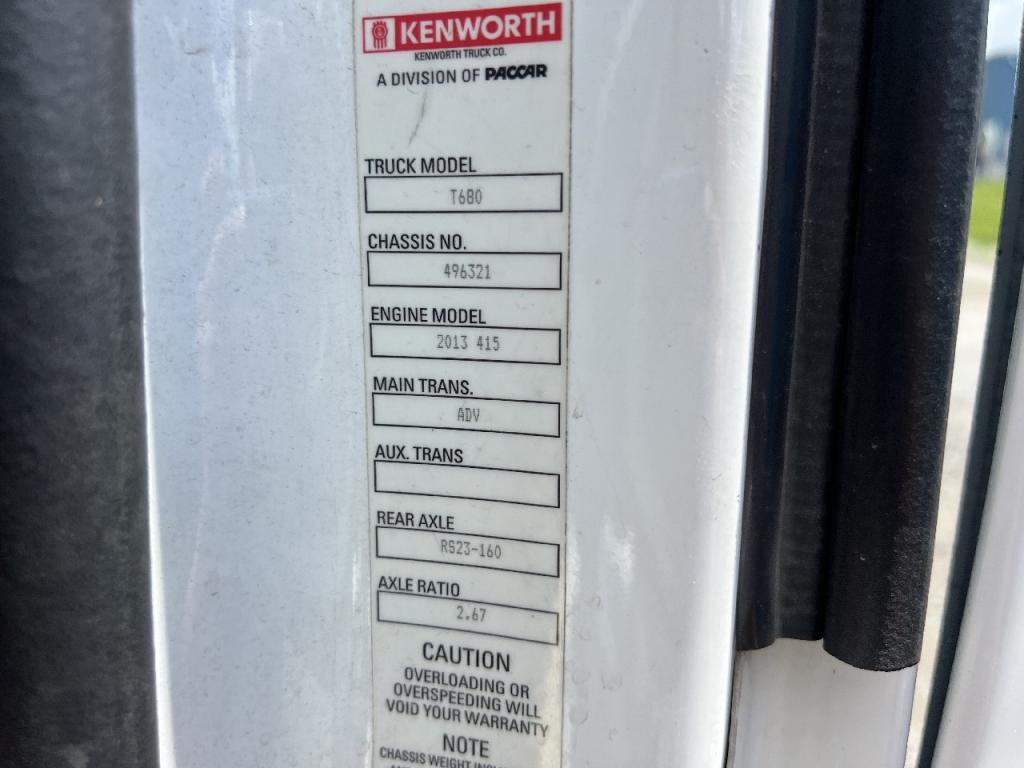 KENWORTH
KENWORTH TRUCK CO.
A DIVISION OF PACCAR
TRUCK MODEL
T680
CHASSIS NO.
496321
ENGINE MODEL
2013 415
MAIN TRANS.
ADV
AUX. TRANS
REAR AXLE
RS23-160
AXLE RATIO
2.67
CAUTION
OVERLOADING OR
OVERSPEEDING WILL
VOID YOUR WARRANTY
NOTE
CHASSIS WEIGHT